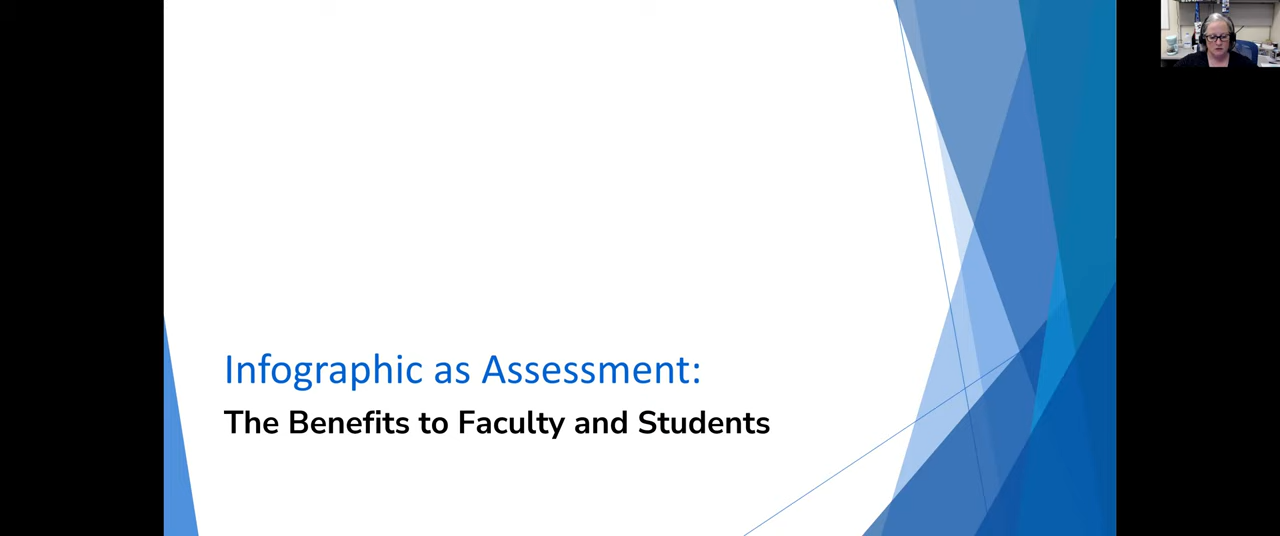 Infographic as Assessment:
The Benefits to Faculty and Students